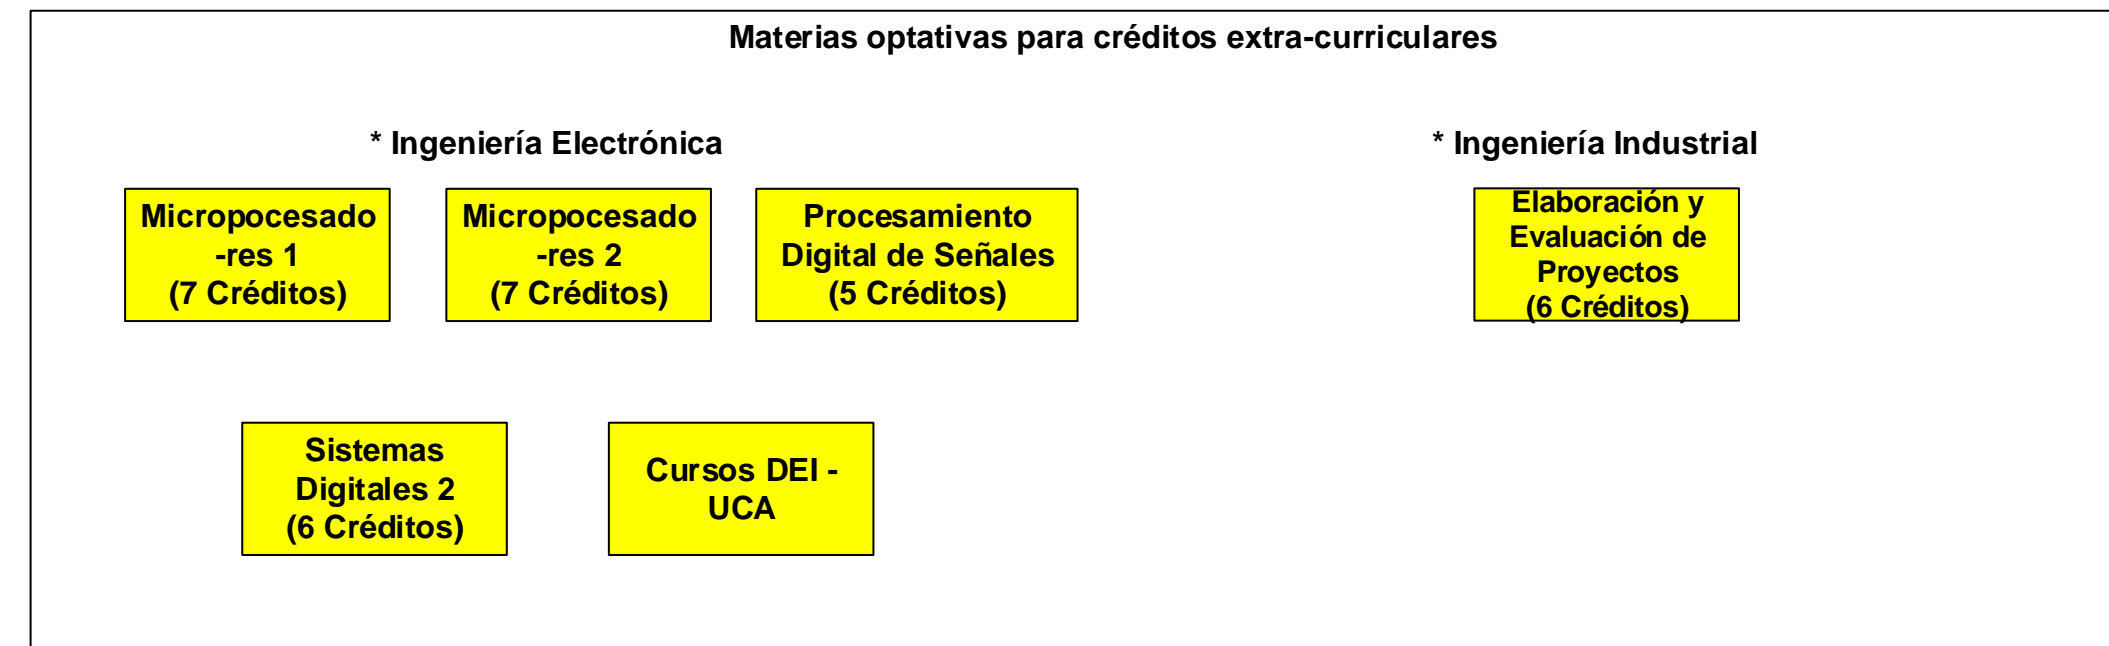 Materias optativas para créditos extra-curriculares
* Ingeniería Electrónica
* Ingeniería Industrial
Micropocesado
-res 1
(7 Créditos)
Micropocesado
-res 2
(7 Créditos)
Procesamiento
Digital de Señales
(5 Créditos)
Elaboración y
Evaluación de
Proyectos
(6 Créditos)
Sistemas
Digitales 2
(6 Créditos)
Cursos DEI -
UCA